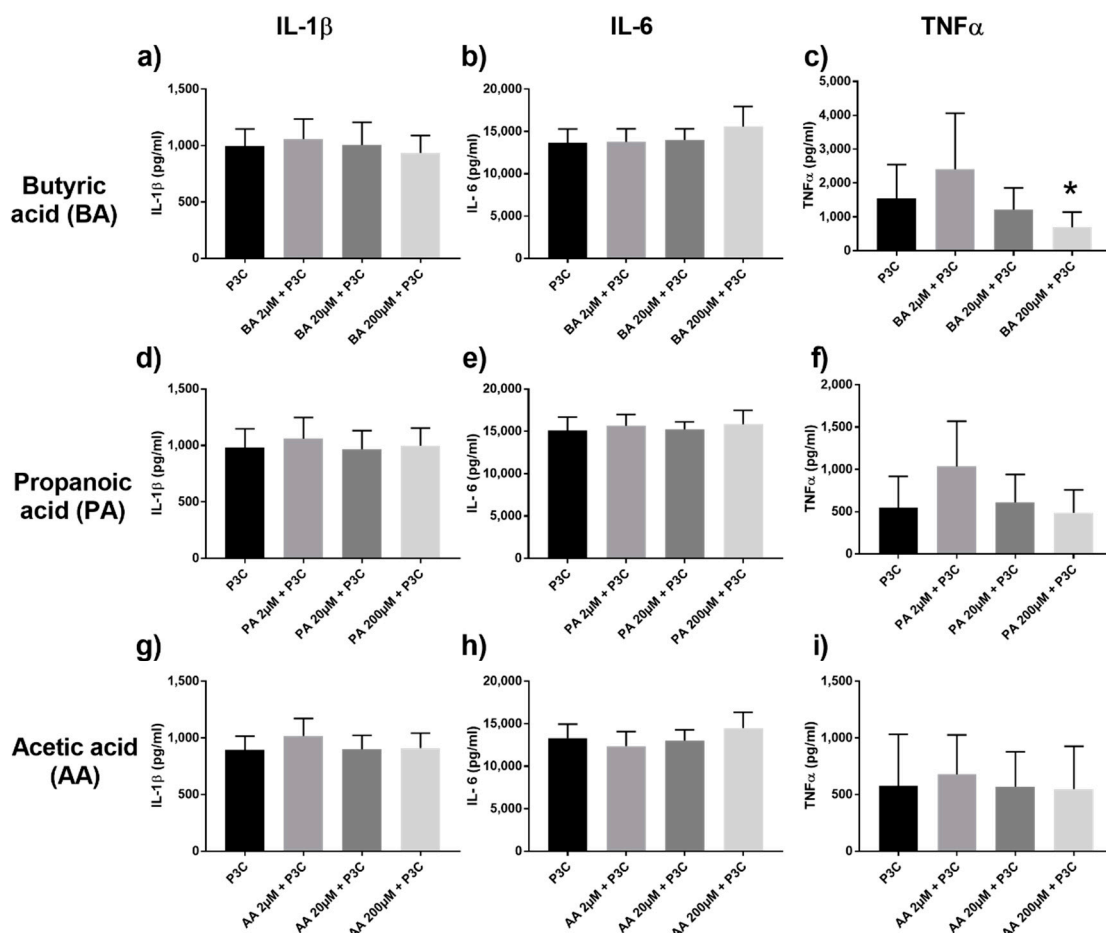 IL-1β
IL-6
TNFα
Butyric
acid (BA)
a)
IL-1β (pg/ml)
1,500
1,000
500
0
P3C
BA 2µM + P3C
BA 20µM + P3C
BA 200µM + P3C
b)
IL- 6 (pg/ml)
20,000
15,000
10,000
5,000
0
P3C
BA 2µM + P3C
BA 20µM + P3C
BA 200µM + P3C
c)
TNFα (pg/ml)
5,000
4,000
3,000
2,000
1,000
0
*
P3C
BA 2µM + P3C
BA 20µM + P3C
BA 200µM + P3C
Propanoic
acid (PA)
d)
IL-1β (pg/ml)
1,500
1,000
500
0
P3C
PA 2µM + P3C
PA 20µM + P3C
PA 200µM + P3C
e)
IL- 6 (pg/ml)
20,000
15,000
10,000
5,000
0
P3C
PA 2µM + P3C
PA 20µM + P3C
PA 200µM + P3C
f)
TNFα (pg/ml)
2,000
1,500
1,000
500
0
P3C
PA 2µM + P3C
PA 20µM + P3C
PA 200µM + P3C
Acetic acid
(AA)
g)
IL-1β (pg/ml)
1,500
1,000
500
0
P3C
AA 2µM + P3C
AA 20µM + P3C
AA 200µM + P3C
h)
IL- 6 (pg/ml)
20,000
15,000
10,000
5,000
0
P3C
AA 2µM + P3C
AA 20µM + P3C
AA 200µM + P3C
i)
TNFα (pg/ml)
1,500
1,000
500
0
P3C
AA 2µM + P3C
AA 20µM + P3C
AA 200µM + P3C